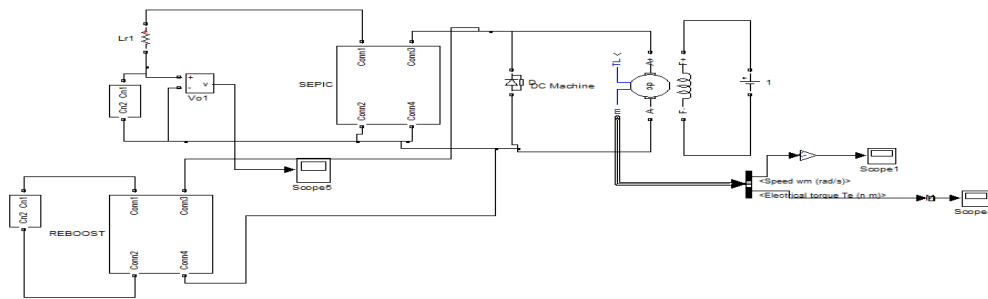 Lr1
Cn2 Cn1
+
-
v
Vo1
SEPIC
Conn1
Conn3
Conn2
Conn4
Scope5
D
DC Machine
TL
m
A+
dc
A-
F+
F-
1
Scope1
<Speed wm (rad/s)>
<Electrical torque Te (n m)>
Scope
Cn2 Cn1
REBOOST
Conn1
Conn3
Conn2
Conn4